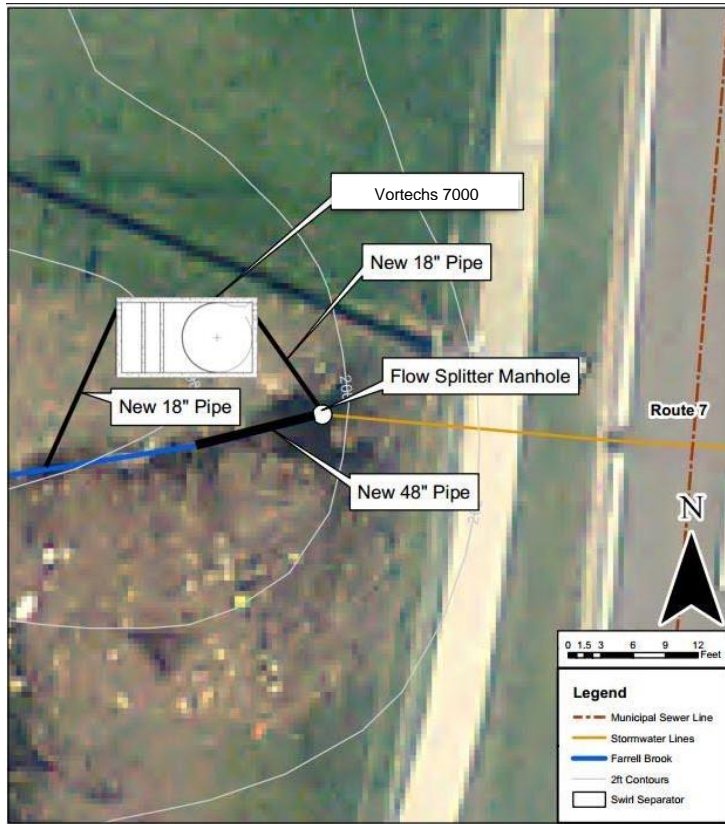 Vortechs 7000
New 18" Pipe
Flow Splitter Manhole
New 18" Pipe
Route 7
New 48" Pipe
N
0 1.5 3 6 9 12
Feet
Legend
Municipal Sewer Line
Stormwater Lines
Farrell Brook
2ft Contours
Swirl Separator